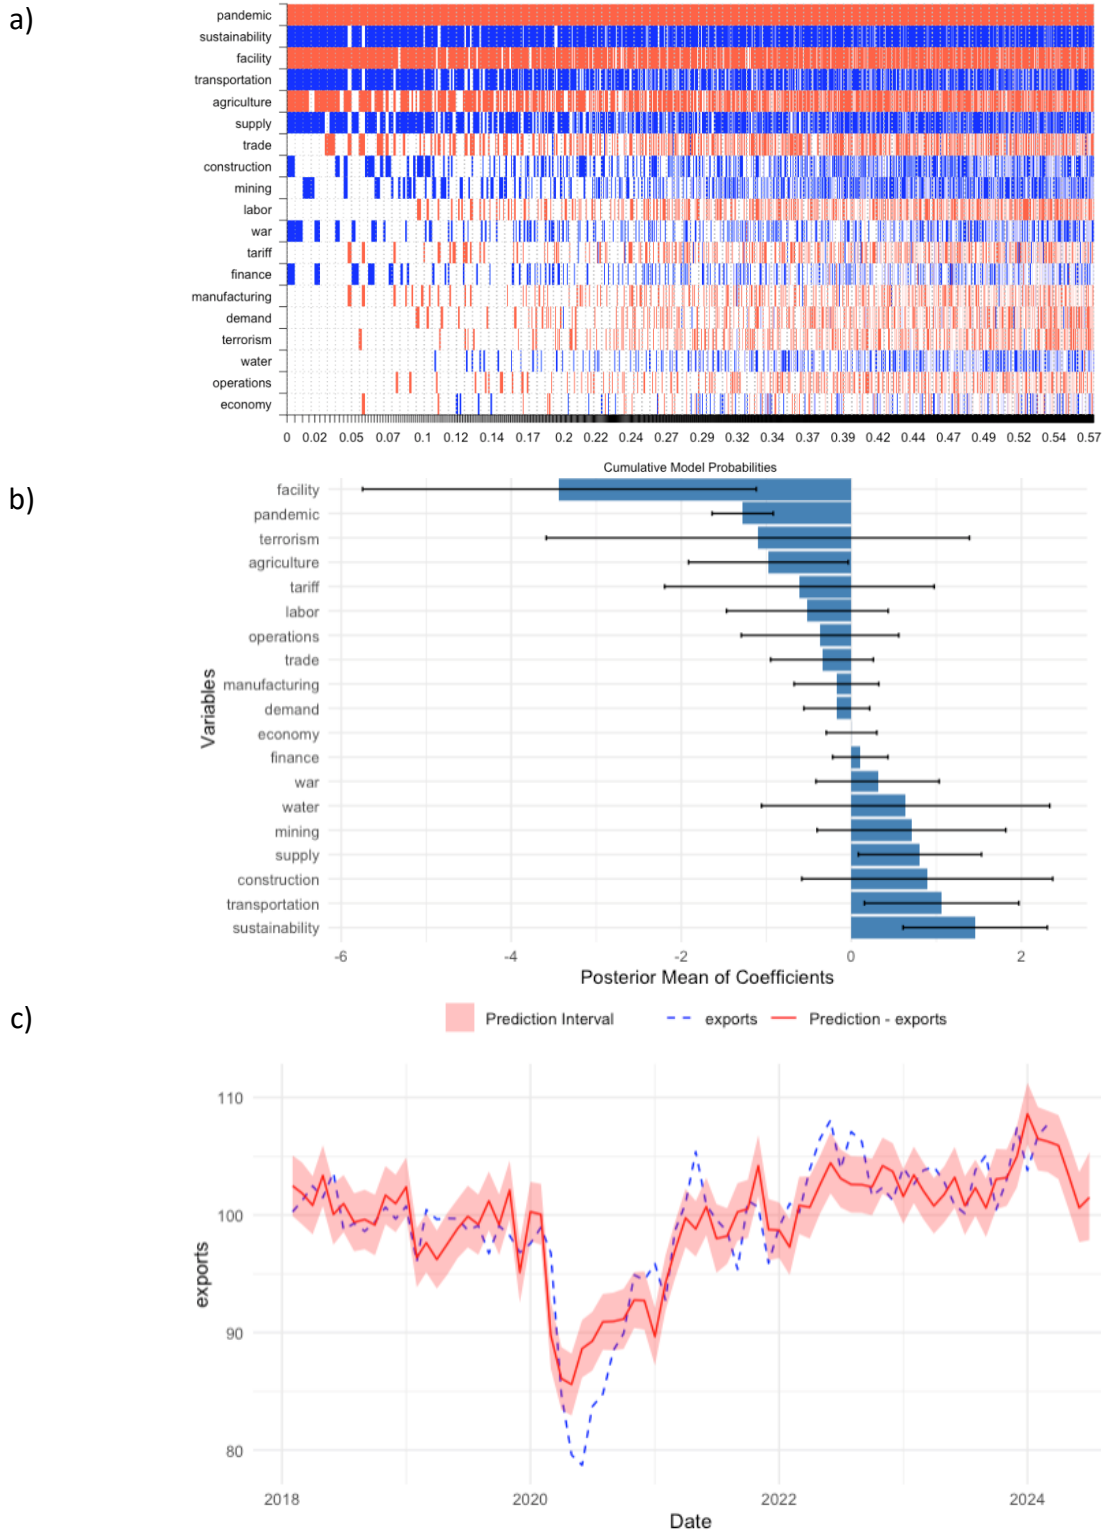 a)
pandemic
sustainability
facility
transportation
agriculture
supply
trade
construction
mining
labor
war
tariff
finance
manufacturing
demand
terrorism
water
operations
economy
0 0.02 0.05 0.07 0.1 0.12 0.14 0.17 0.2 0.22 0.24 0.27 0.29 0.32 0.34 0.37 0.39 0.42 0.44 0.47 0.49 0.52 0.54 0.57
Cumulative Model Probabilities
b)
Variables
facility
pandemic
terrorism
agriculture
tariff
labor
operations
trade
manufacturing
demand
economy
finance
war
water
mining
supply
construction
transportation
sustainability
-6 -4 -2 0 2
Posterior Mean of Coefficients
c)
Prediction Interval exports Prediction - exports
exports
110
100
90
80
2018 2020 2022 2024
Date